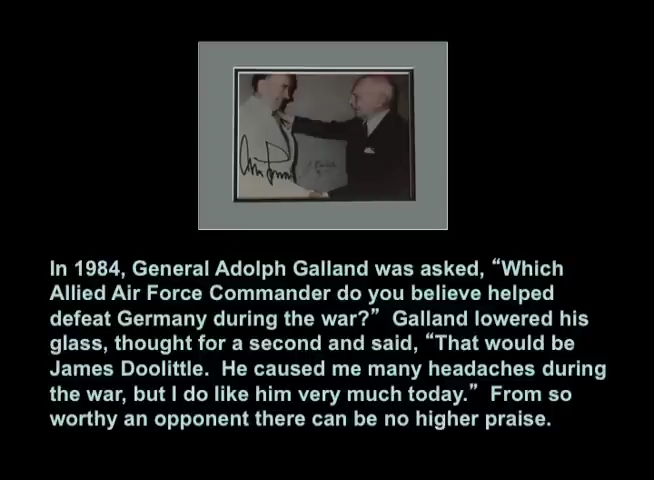 In 1984, General Adolph Galland was asked, “Which
Allied Air Force Commander do you believe helped
defeat Germany during the war?”  Galland lowered his
glass, thought for a second and said, “That would be
James Doolittle.  He caused me many headaches during
the war, but I do like him very much today.”  From so
worthy an opponent there can be no higher praise.